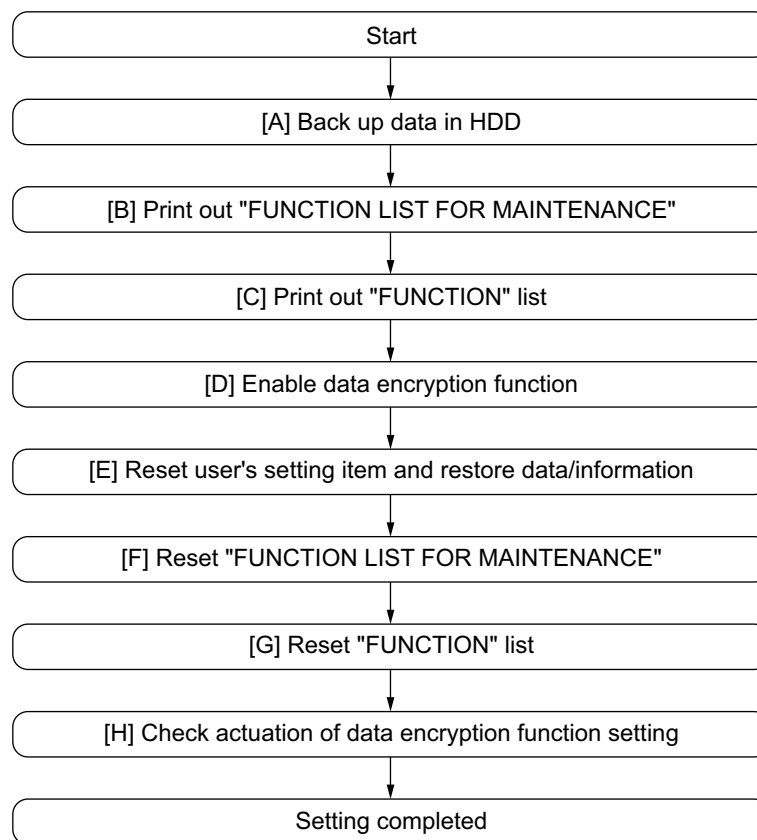 Start
[A] Back up data in HDD
[B] Print out "FUNCTION LIST FOR MAINTENANCE"
[C] Print out "FUNCTION" list
[D] Enable data encryption function
[E] Reset user's setting item and restore data/information
[F] Reset "FUNCTION LIST FOR MAINTENANCE"
[G] Reset "FUNCTION" list
[H] Check actuation of data encryption function setting
Setting completed